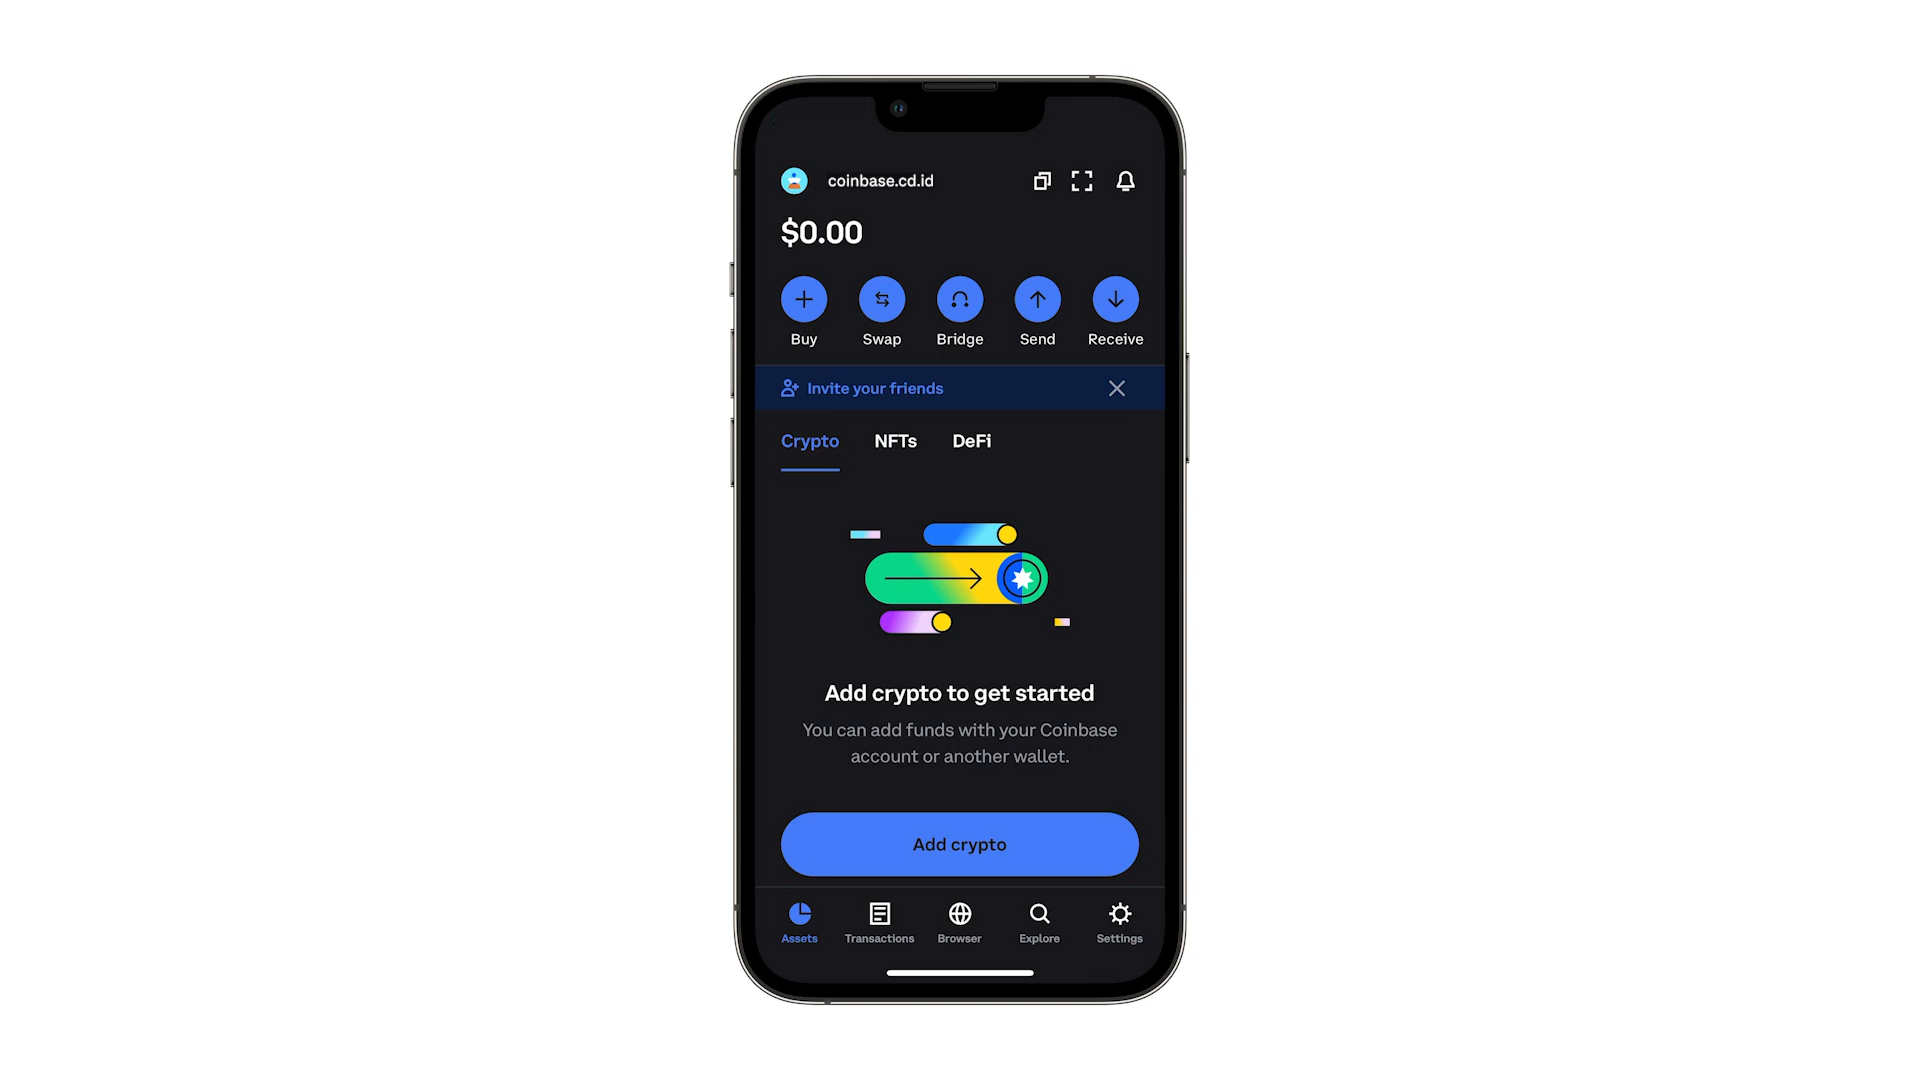 coinbase.cd.id
$0.00
Buy Swap Bridge Send Receive
Invite your friends
Crypto NFTs DeFi
Add crypto to get started
You can add funds with your Coinbase
account or another wallet.
Add crypto
Assets Transactions Browser Explore Settings